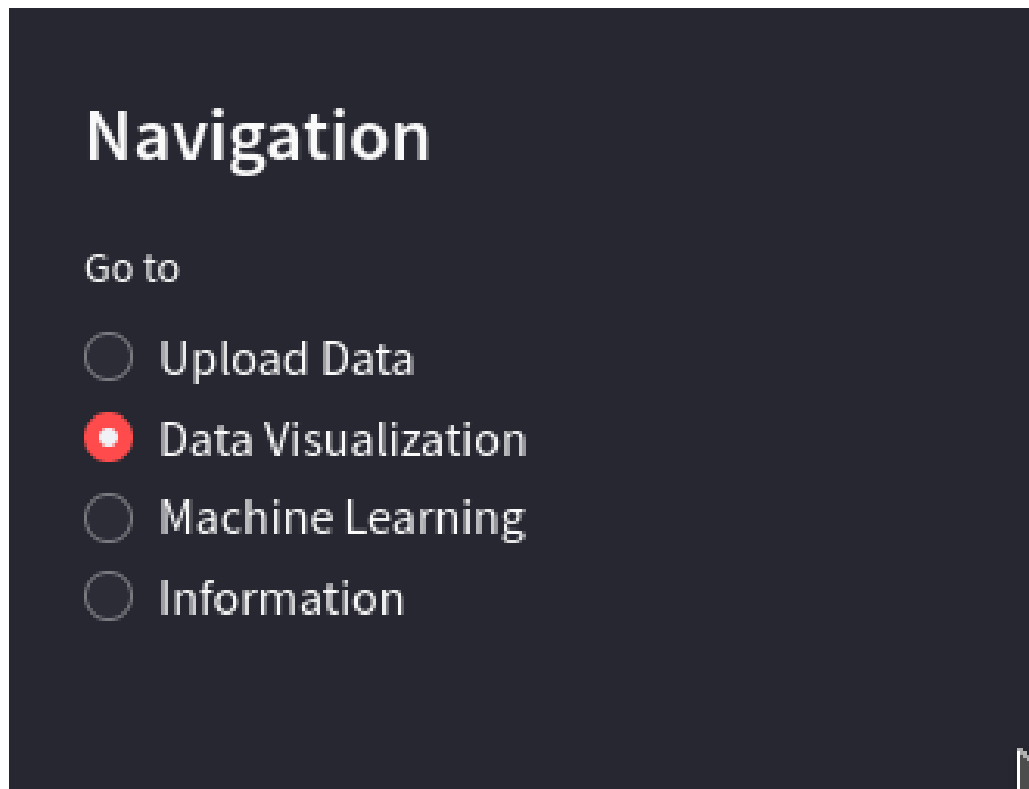 Navigation
Go to
Upload Data
Data Visualization
Machine Learning
Information